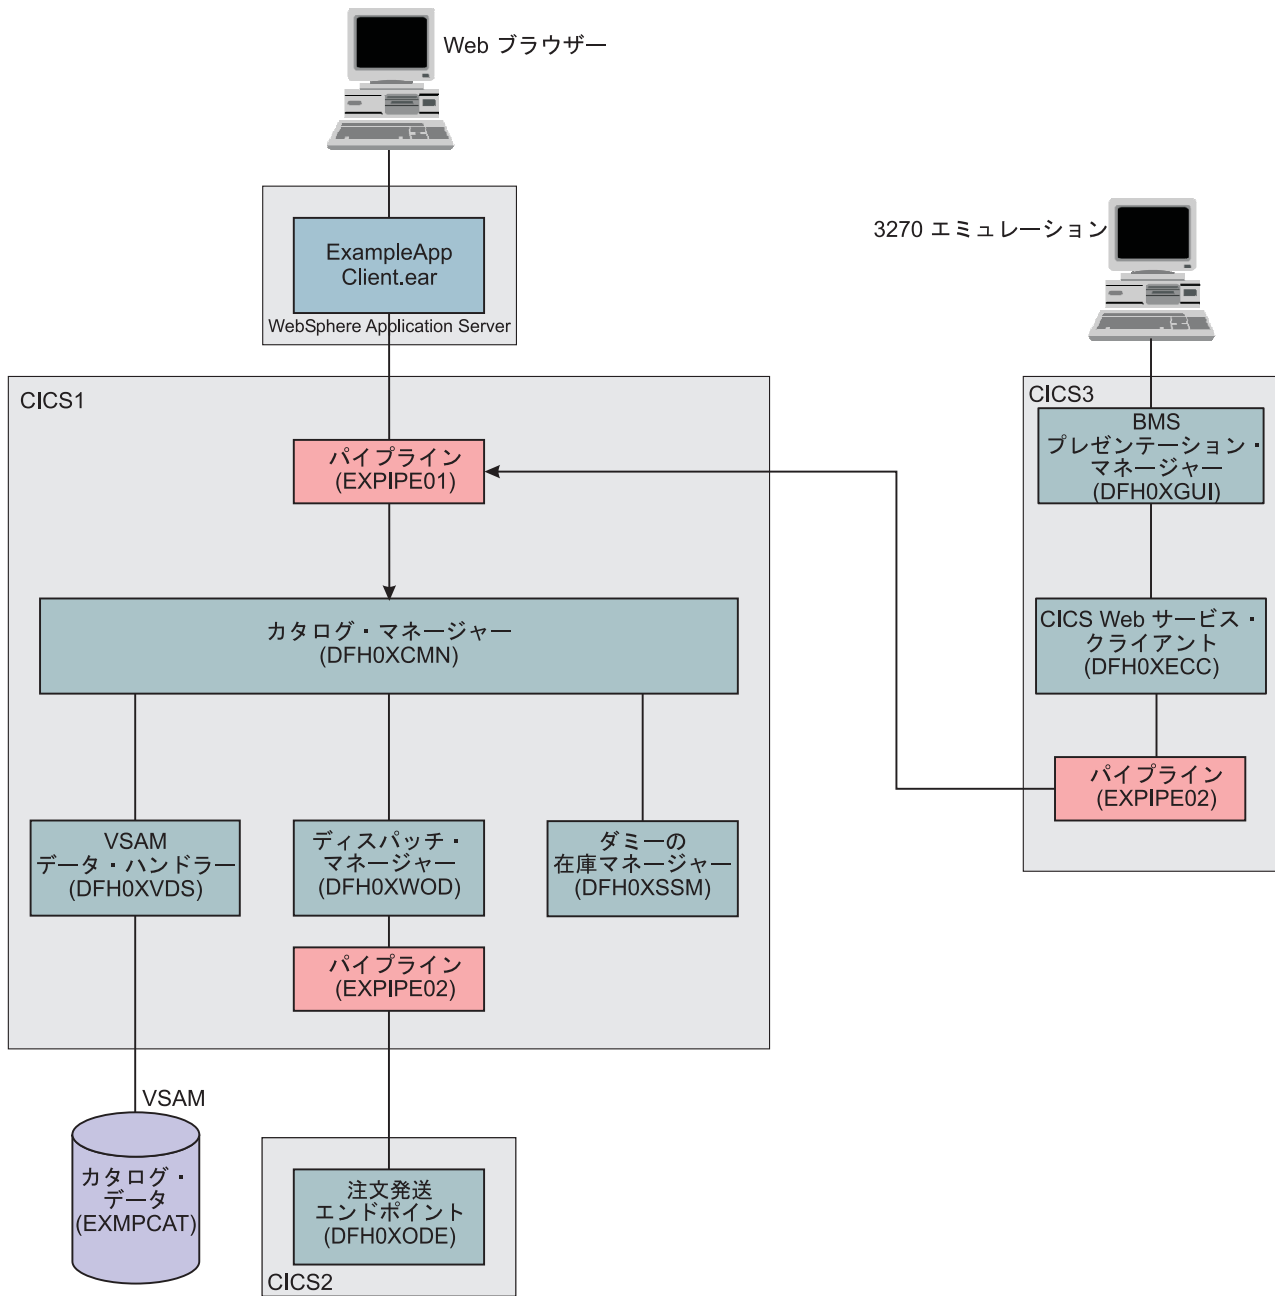 Web ブラウザー
ExampleApp
Client.ear
WebSphere Application Server
3270 エミュレーション
CICS1
パイプライン
(EXPIPE01)
カタログ・マネージャー
(DFH0XCMN)
VSAM
データ・ハンドラー
(DFH0XVDS)
ディスパッチ・
マネージャー
(DFH0XWOD)
ダミーの
在庫マネージャー
(DFH0XSSM)
パイプライン
(EXPIPE02)
CICS3
BMS
プレゼンテーション・
マネージャー
(DFH0XGUI)
CICS Web サービス・
クライアント
(DFH0XECC)
パイプライン
(EXPIPE02)
VSAM
カタログ・
データ
(EXMPCAT)
注文発送
エンドポイント
(DFH0XODE)
CICS2